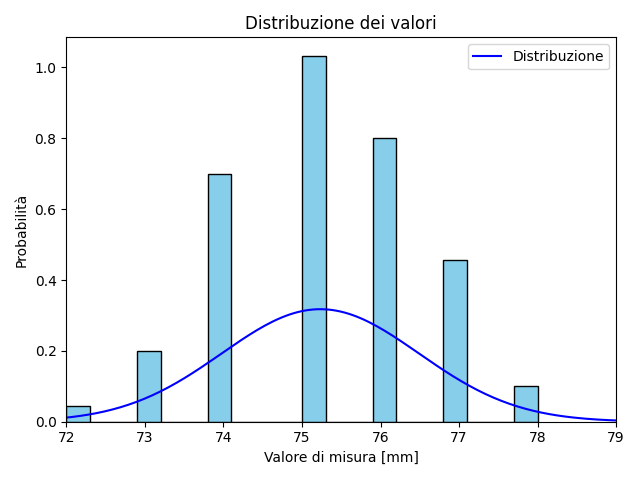 Distribuzione dei valori
Distribuzione
1.0
0.8
0.6
0.4
0.2
0.0
Probabilità
72 73 74 75 76 77 78 79
Valore di misura [mm]